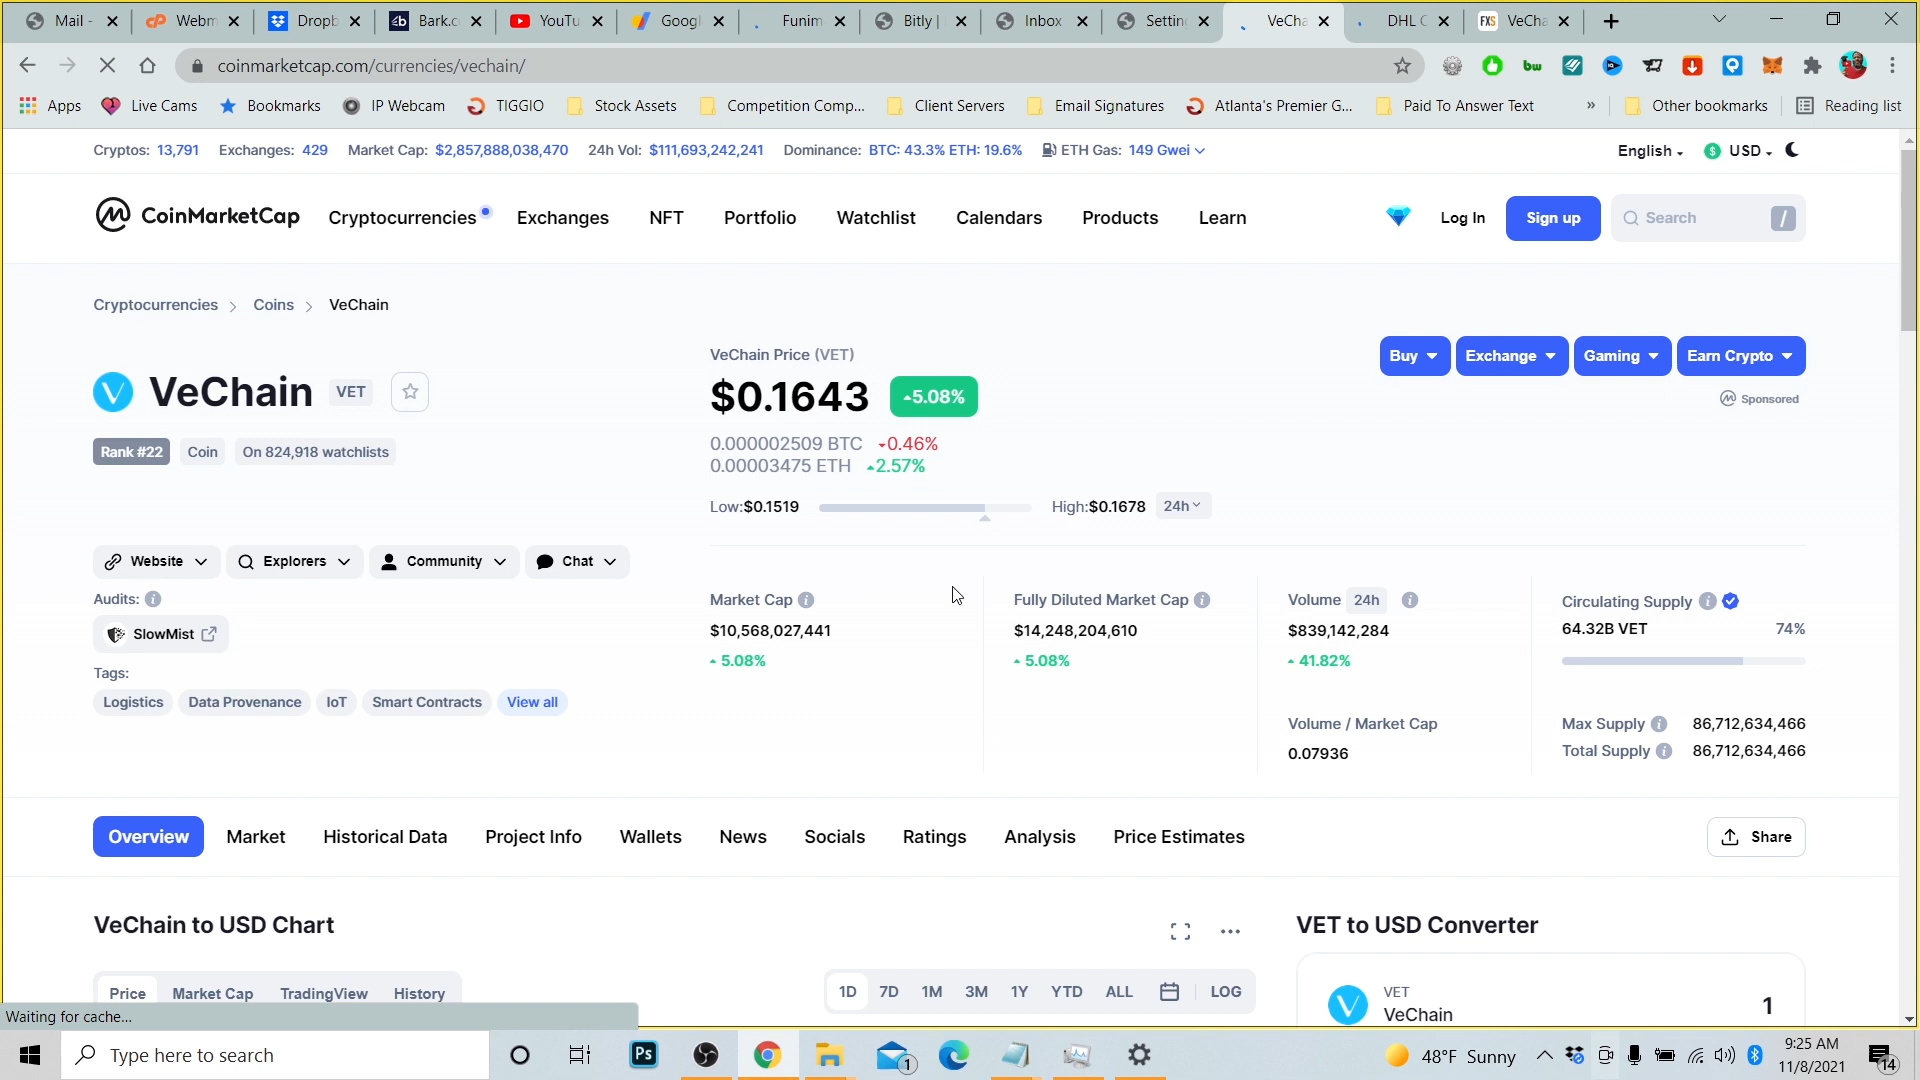 Mail -
Webm
Dropb
Bark.c
YouTu
Googl
Funim
Bitly |
Inbox
Setting
VeCha
DHL C
FXS VeCha
coinmarketcap.com/currencies/vechain/
bw
Apps
Live Cams
Bookmarks
IP Webcam
TIGGIO
Stock Assets
Competition Comp...
Client Servers
Email Signatures
Atlanta's Premier G...
Paid To Answer Text
»
Other bookmarks
Reading list
Cryptos: 13,791 Exchanges: 429 Market Cap: $2,857,888,038,470 24h Vol: $111,693,242,241 Dominance: BTC: 43.3% ETH: 19.6% ETH Gas: 149 Gwei
English
$ USD
CoinMarketCap
Cryptocurrencies
Exchanges
NFT
Portfolio
Watchlist
Calendars
Products
Learn
Log In
Sign up
Search /
Cryptocurrencies > Coins > VeChain
VeChain VET
Rank #22 Coin On 824,918 watchlists
VeChain Price (VET)
$0.1643 5.08%
0.000002509 BTC 0.46%
0.00003475 ETH 2.57%
Low:$0.1519 High:$0.1678 24h
Buy
Exchange
Gaming
Earn Crypto
Sponsored
Website
Explorers
Community
Chat
Audits:
SlowMist
Tags:
Logistics
Data Provenance
IoT
Smart Contracts
View all
Market Cap
$10,568,027,441
5.08%
Fully Diluted Market Cap
$14,248,204,610
5.08%
Volume 24h
$839,142,284
41.82%
Volume / Market Cap
0.07936
Circulating Supply
64.32B VET 74%
Max Supply 86,712,634,466
Total Supply 86,712,634,466
Overview
Market
Historical Data
Project Info
Wallets
News
Socials
Ratings
Analysis
Price Estimates
Share
VeChain to USD Chart
Price
Market Cap
TradingView
History
1D 7D 1M 3M 1Y YTD ALL LOG
VET to USD Converter
VET
VeChain
1
Waiting for cache...
Type here to search
Ps
1
48°F Sunny
9:25 AM
11/8/2021
14